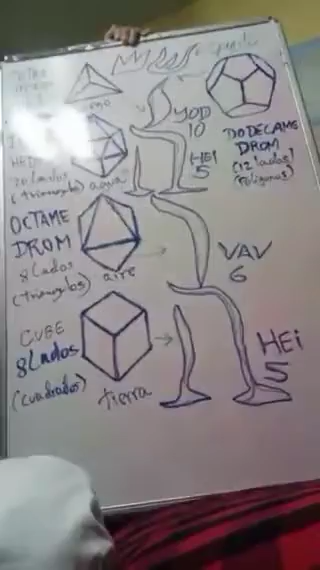 YOD
10
HEI
5
DODECAME
DROM
(12 lados)
20 lados
(triangulos) agua
OCTAME
DROM
8 Lados
(triangulos) aire
VAV
6
CUBE
8 Lados
(cuadrados)
tierra
HEi
5